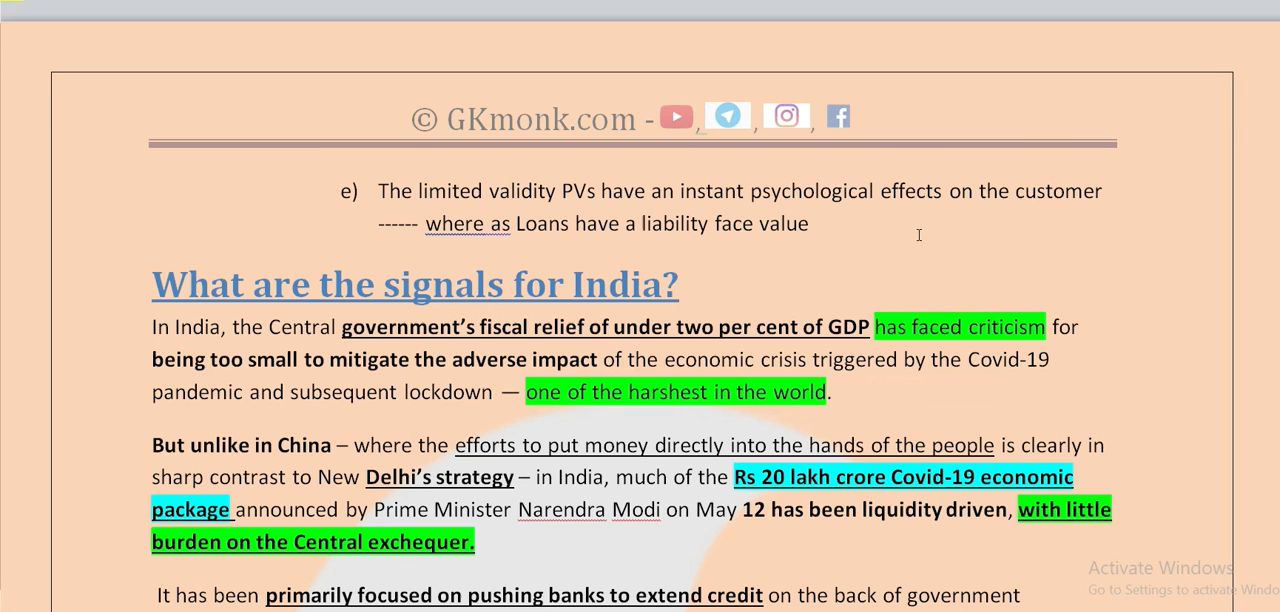 © GKmonk.com - , , ,
e) The limited validity PVs have an instant psychological effects on the customer
------ where as Loans have a liability face value
What are the signals for India?
In India, the Central government’s fiscal relief of under two per cent of GDP has faced criticism for
being too small to mitigate the adverse impact of the economic crisis triggered by the Covid-19
pandemic and subsequent lockdown — one of the harshest in the world.
But unlike in China – where the efforts to put money directly into the hands of the people is clearly in
sharp contrast to New Delhi’s strategy – in India, much of the Rs 20 lakh crore Covid-19 economic
package announced by Prime Minister Narendra Modi on May 12 has been liquidity driven, with little
burden on the Central exchequer.
It has been primarily focused on pushing banks to extend credit on the back of government
Activate Windows
Go to Settings to activate Windo